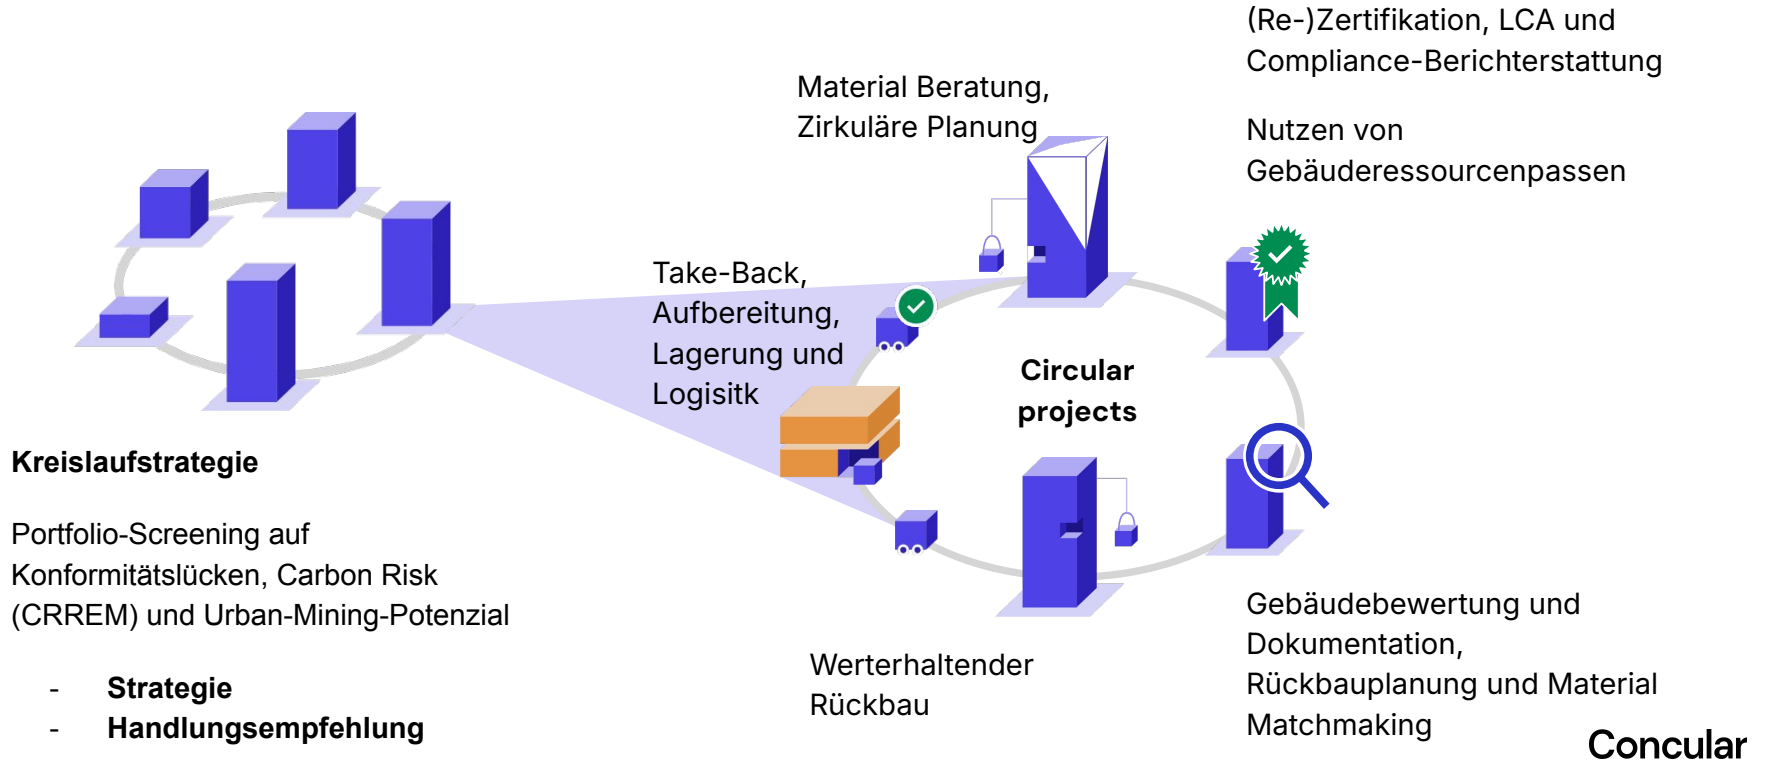 (Re-)Zertifikation, LCA und
Compliance-Berichterstattung
Nutzen von
Gebäuderessourcenpassen
Material Beratung,
Zirkuläre Planung
Take-Back,
Aufbereitung,
Lagerung und
Logisitk
Circular
projects
Kreislaufstrategie
Portfolio-Screening auf
Konformitätslücken, Carbon Risk
(CRREM) und Urban-Mining-Potenzial
- Strategie
- Handlungsempfehlung
Werterhaltender
Rückbau
Gebäudebewertung und
Dokumentation,
Rückbauplanung und Material
Matchmaking
Concular